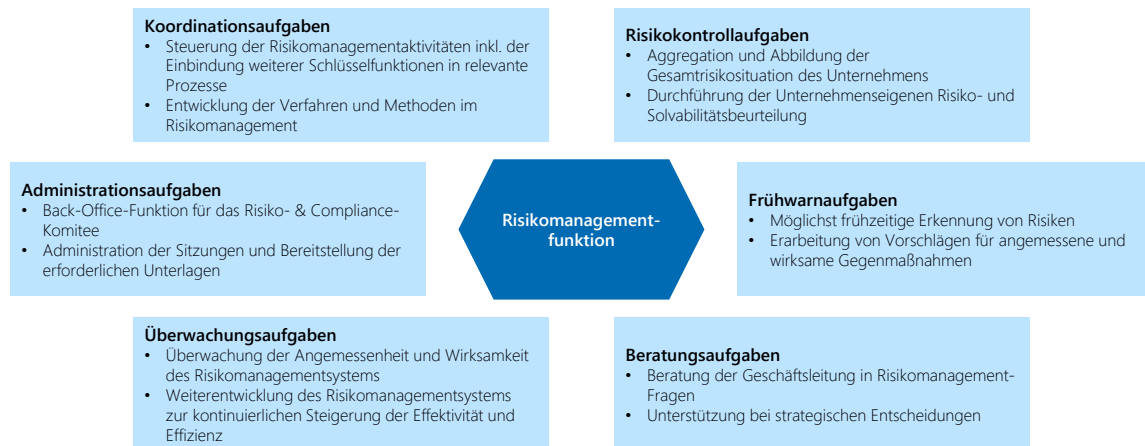 Koordinationsaufgaben
• Steuerung der Risikomanagementaktivitäten inkl. der
Einbindung weiterer Schlüsselfunktionen in relevante
Prozesse
• Entwicklung der Verfahren und Methoden im
Risikomanagement
Risikokontrollaufgaben
• Aggregation und Abbildung der
Gesamtrisikosituation des Unternehmens
• Durchführung der Unternehmenseigenen Risiko- und
Solvabilitätsbeurteilung
Administrationsaufgaben
• Back-Office-Funktion für das Risiko- & Compliance-
Komitee
• Administration der Sitzungen und Bereitstellung der
erforderlichen Unterlagen
Risikomanagement-
funktion
Frühwarnaufgaben
• Möglichst frühzeitige Erkennung von Risiken
• Erarbeitung von Vorschlägen für angemessene und
wirksame Gegenmaßnahmen
Überwachungsaufgaben
• Überwachung der Angemessenheit und Wirksamkeit
des Risikomanagementsystems
• Weiterentwicklung des Risikomanagementsystems
zur kontinuierlichen Steigerung der Effektivität und
Effizienz
Beratungsaufgaben
• Beratung der Geschäftsleitung in Risikomanagement-
Fragen
• Unterstützung bei strategischen Entscheidungen